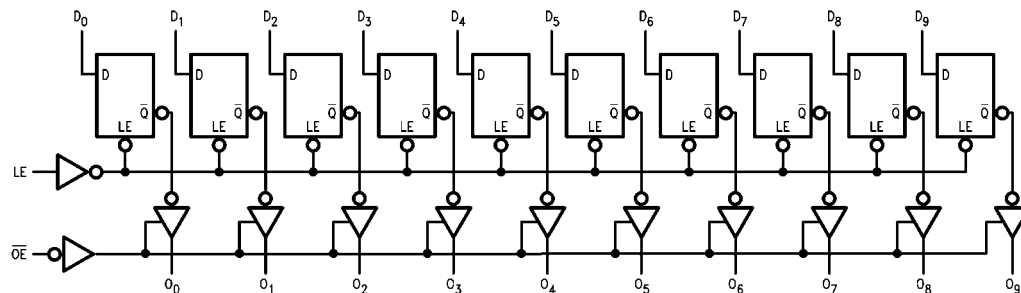 D₀ D₁ D₂ D₃ D₄ D₅ D₆ D₇ D₈ D₉
D D D D D D D D D D
Q̅ Q̅ Q̅ Q̅ Q̅ Q̅ Q̅ Q̅ Q̅ Q̅
LE LE LE LE LE LE LE LE LE LE
LE
O̅E̅
O₀ O₁ O₂ O₃ O₄ O₅ O₆ O₇ O₈ O₉